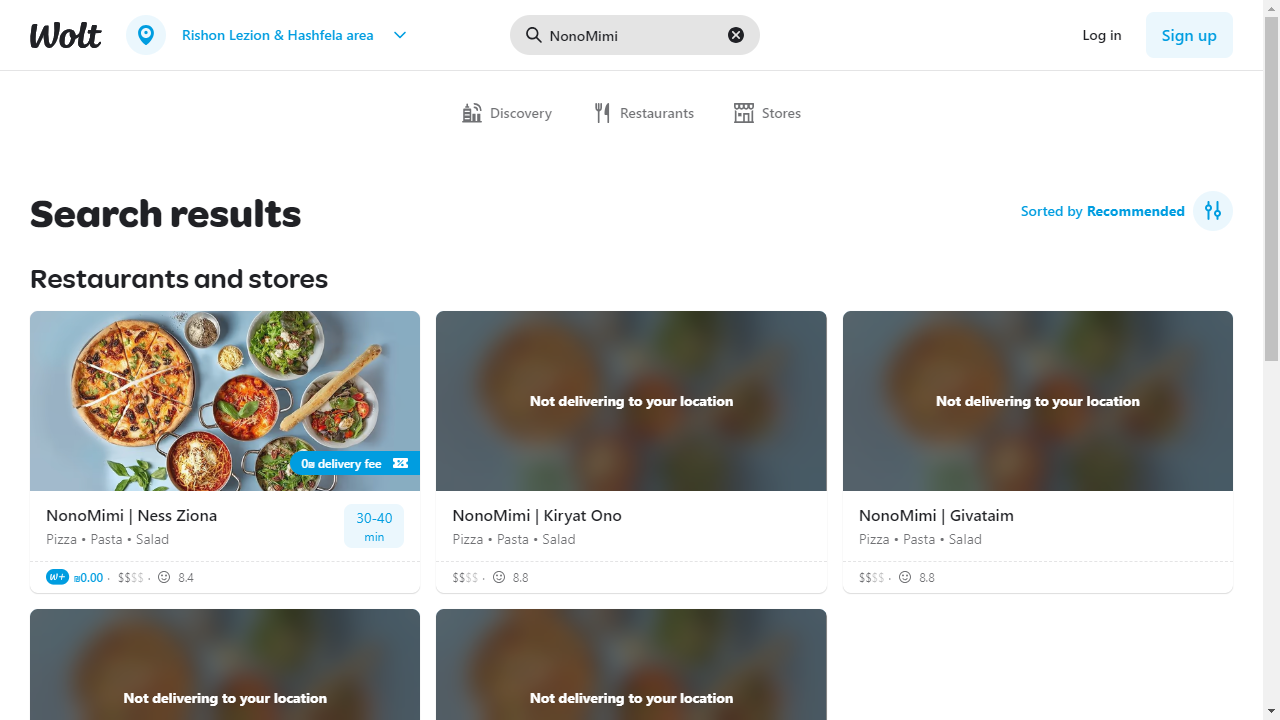 Wolt
Rishon Lezion & Hashfela area
NonoMimi
Log in
Sign up
Discovery
Restaurants
Stores
Search results
Sorted by Recommended
Restaurants and stores
0₪ delivery fee
Not delivering to your location
Not delivering to your location
NonoMimi | Ness Ziona
Pizza • Pasta • Salad
30-40
min
W+ ₪0.00 · $$$$ · 8.4
NonoMimi | Kiryat Ono
Pizza • Pasta • Salad
$$$$ · 8.8
NonoMimi | Givataim
Pizza • Pasta • Salad
$$$$ · 8.8
Not delivering to your location
Not delivering to your location